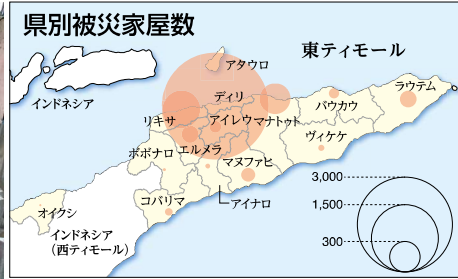 県別被災家屋数
東ティモール
アタウロ
インドネシア
ディリ
ラウテム
バウカウ
リキサ
アイレウ
マナトゥト
エルメラ
ヴィケケ
ボボナロ
マヌファヒ
3,000
コバリマ
アイナロ
1,500
オイクシ
インドネシア
(西ティモール)
300